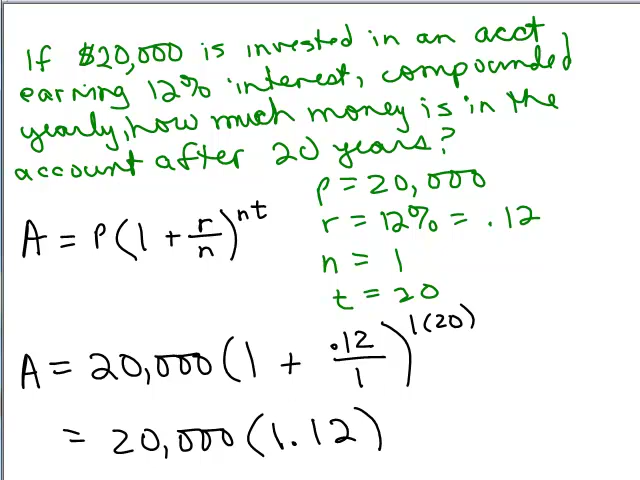 If $20,000 is invested in an acct
earning 12% interest, compounded
yearly, how much money is in the
account after 20 years?
P = 20,000
r = 12% = .12
n = 1
t = 20
A = P(1 + r/n)^nt
A = 20,000(1 + .12/1)^1(20)
= 20,000(1.12)